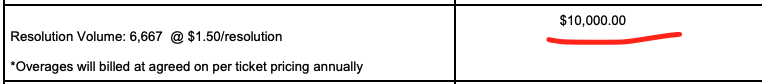 $10,000.00
Resolution Volume: 6,667 @ $1.50/resolution
*Overages will billed at agreed on per ticket pricing annually